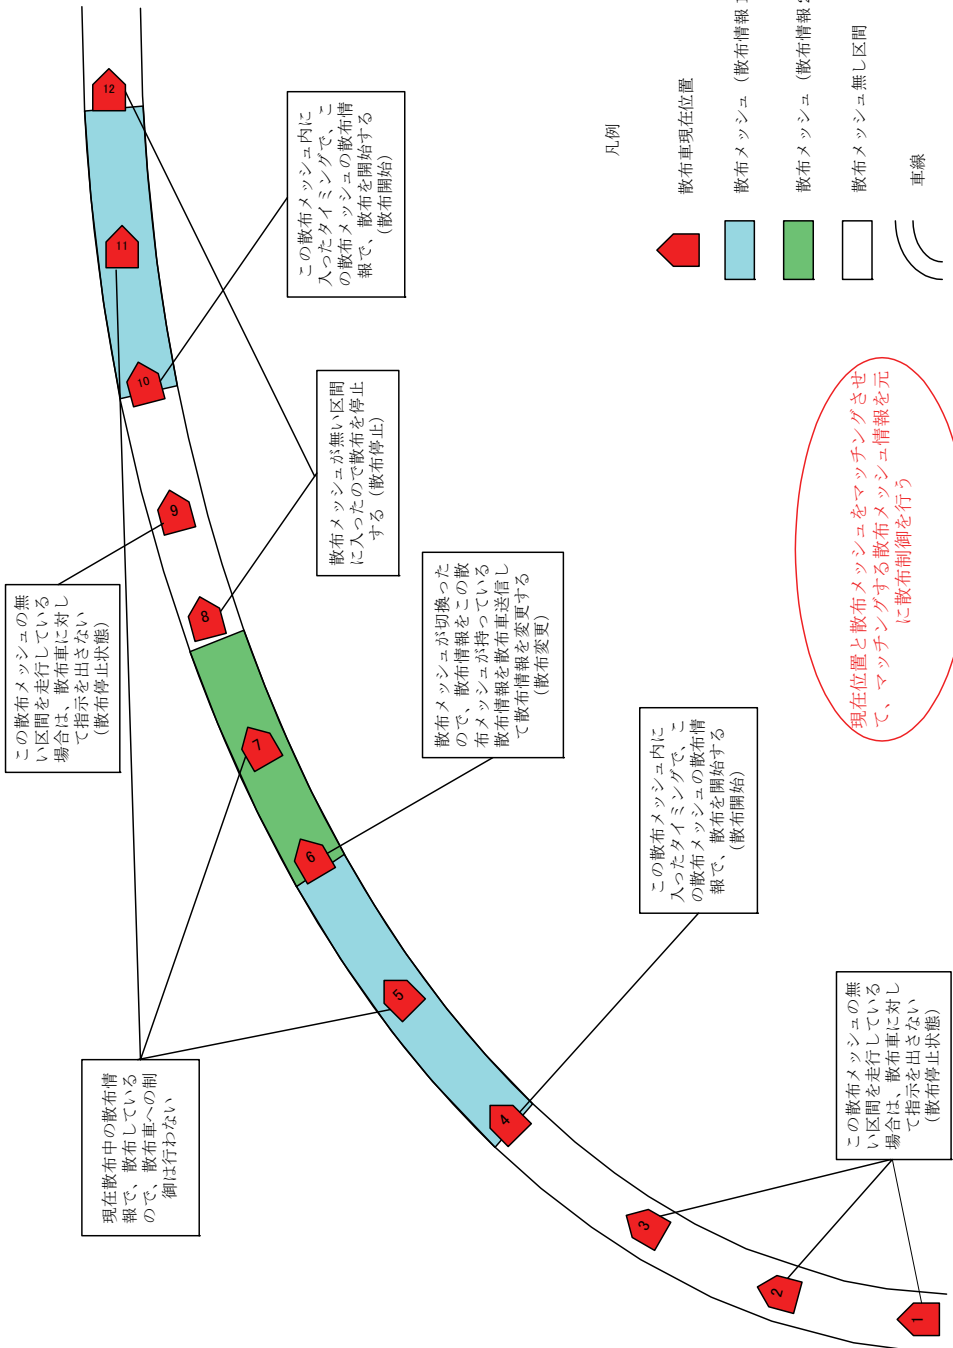 現在散布中の散布情
報で、散布している
ので、散布車への制
御は行わない
この散布メッシュの無
い区間を走行している
場合は、散布車に対し
て指示を出さない
(散布停止状態)
この散布メッシュ内に
入ったタイミングで、こ
の散布メッシュの散布情
報で、散布を開始する
(散布開始)
散布メッシュが無い区間
に入ったので散布を停止
する（散布停止）
散布メッシュが切換った
ので、散布情報をこの散
布メッシュが持っている
散布情報を散布車送信し
て散布情報を変更する
(散布変更)
この散布メッシュ内に
入ったタイミングで、こ
の散布メッシュの散布情
報で、散布を開始する
(散布開始)
この散布メッシュの無
い区間を走行している
場合は、散布車に対し
て指示を出さない
(散布停止状態)
1
2
3
4
5
6
7
8
9
10
11
12
現在位置と散布メッシュをマッチングさせ
て、マッチングする散布メッシュ情報を元
に散布制御を行う
凡例
散布車現在位置
散布メッシュ（散布情報1
散布メッシュ（散布情報2
散布メッシュ無し区間
車線